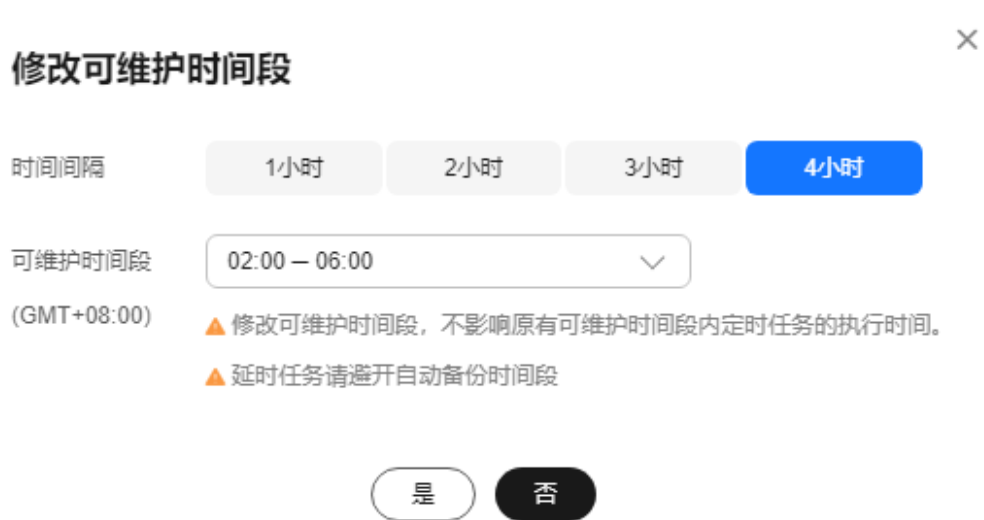 修改可维护时间段
时间间隔 1小时 2小时 3小时 4小时
可维护时间段 02:00 — 06:00
(GMT+08:00) 修改可维护时间段，不影响原有可维护时间段内定时任务的执行时间。
延时任务请避开自动备份时间段
是 否